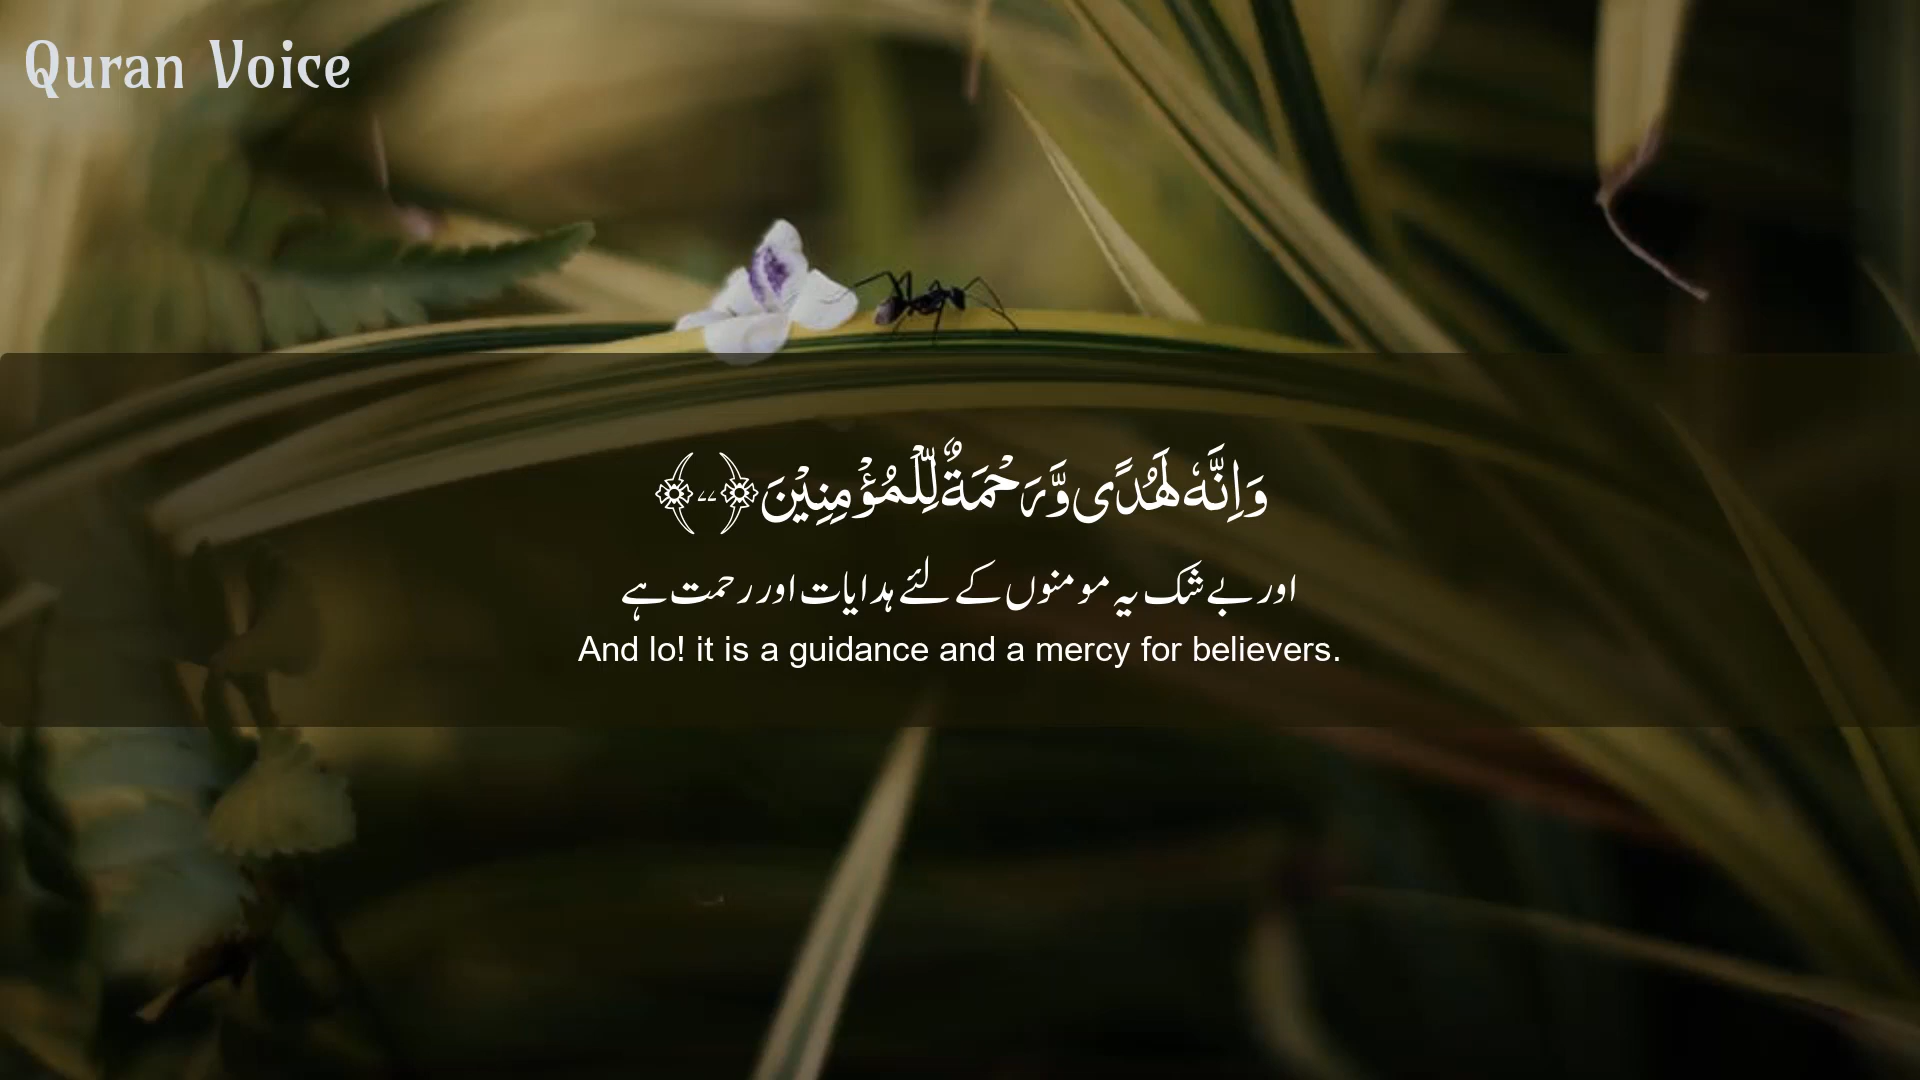 Quran Voice
وَاِنَّهٗ لَهُدًى وَّرَحْمَةٌ لِّلْمُؤْمِنِيْنَ ﴿۷۷﴾
اور بے شک یہ مومنوں کے لئے ہدایات اور رحمت ہے
And lo! it is a guidance and a mercy for believers.